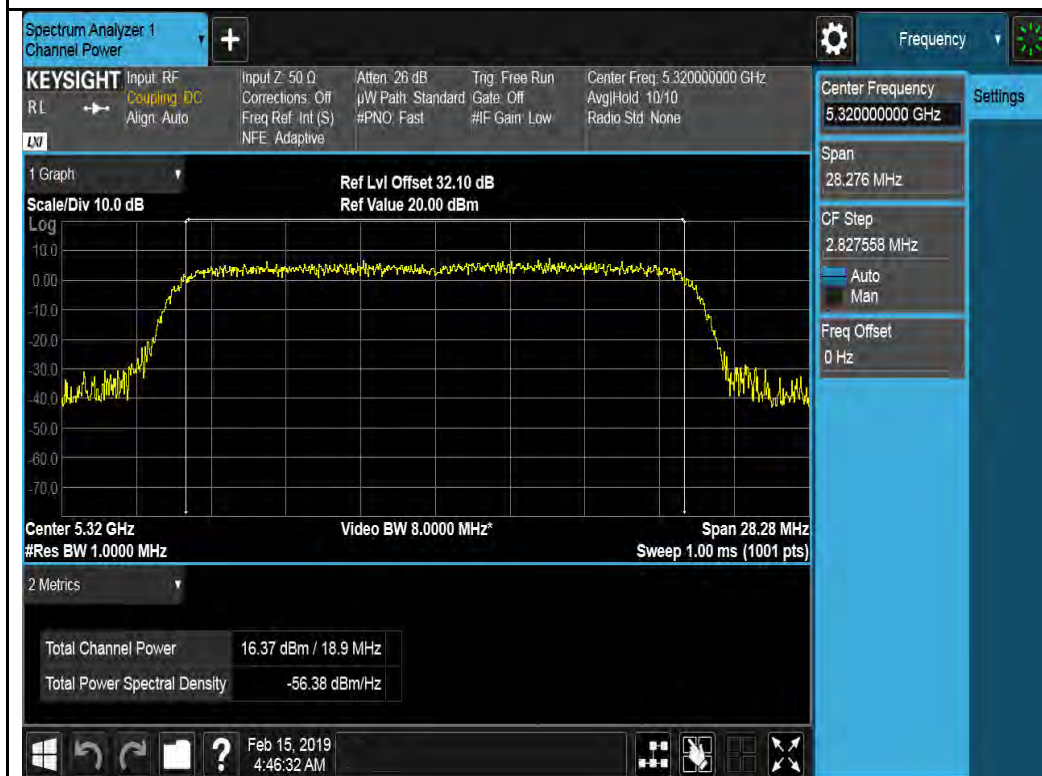 Spectrum Analyzer 1
Channel Power
+
Frequency
KEYSIGHT
RL
LXI
Input: RF
Coupling: DC
Align: Auto
Input Z: 50 Ω
Corrections: Off
Freq Ref: Int (S)
NFE: Adaptive
Atten: 26 dB
µW Path: Standard
#PNO: Fast
Trig: Free Run
Gate: Off
#IF Gain: Low
Center Freq: 5.320000000 GHz
Avg|Hold: 10/10
Radio Std: None
Center Frequency
5.320000000 GHz
Settings
Span
28.276 MHz
CF Step
2.827558 MHz
Auto
Man
Freq Offset
0 Hz
1 Graph
Ref Lvl Offset 32.10 dB
Scale/Div 10.0 dB
Ref Value 20.00 dBm
Log
10.0
0.00
-10.0
-20.0
-30.0
-40.0
-50.0
-60.0
-70.0
Center 5.32 GHz
Video BW 8.0000 MHz*
Span 28.28 MHz
#Res BW 1.0000 MHz
Sweep 1.00 ms (1001 pts)
2 Metrics
Total Channel Power
16.37 dBm / 18.9 MHz
Total Power Spectral Density
-56.38 dBm/Hz
?
Feb 15, 2019
4:46:32 AM